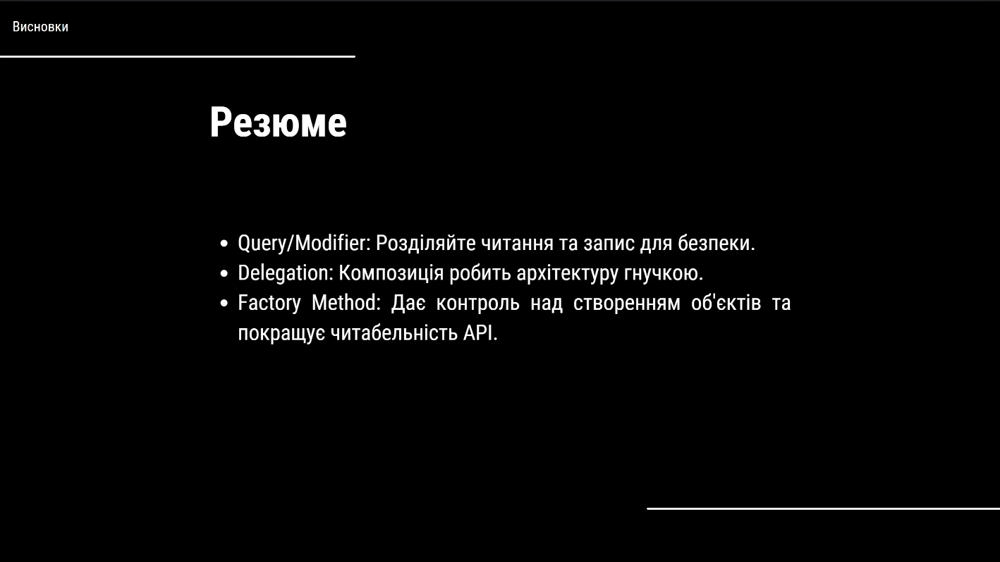 Висновки
Резюме
• Query/Modifier: Розділяйте читання та запис для безпеки.
• Delegation: Композиція робить архітектуру гнучкою.
• Factory Method: Дає контроль над створенням об'єктів та
покращує читабельність API.